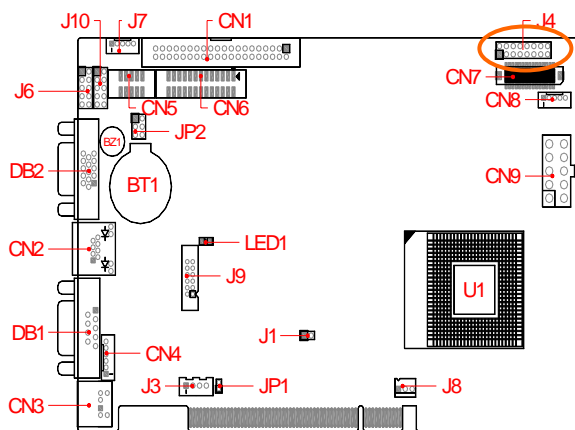 J10 J7 CN1 J4
J6 CN5 CN6 CN7
CN8
JP2
BZ1
DB2 BT1 CN9
CN2 LED1
J9 U1
DB1 J1
CN4
J3 JP1 J8
CN3